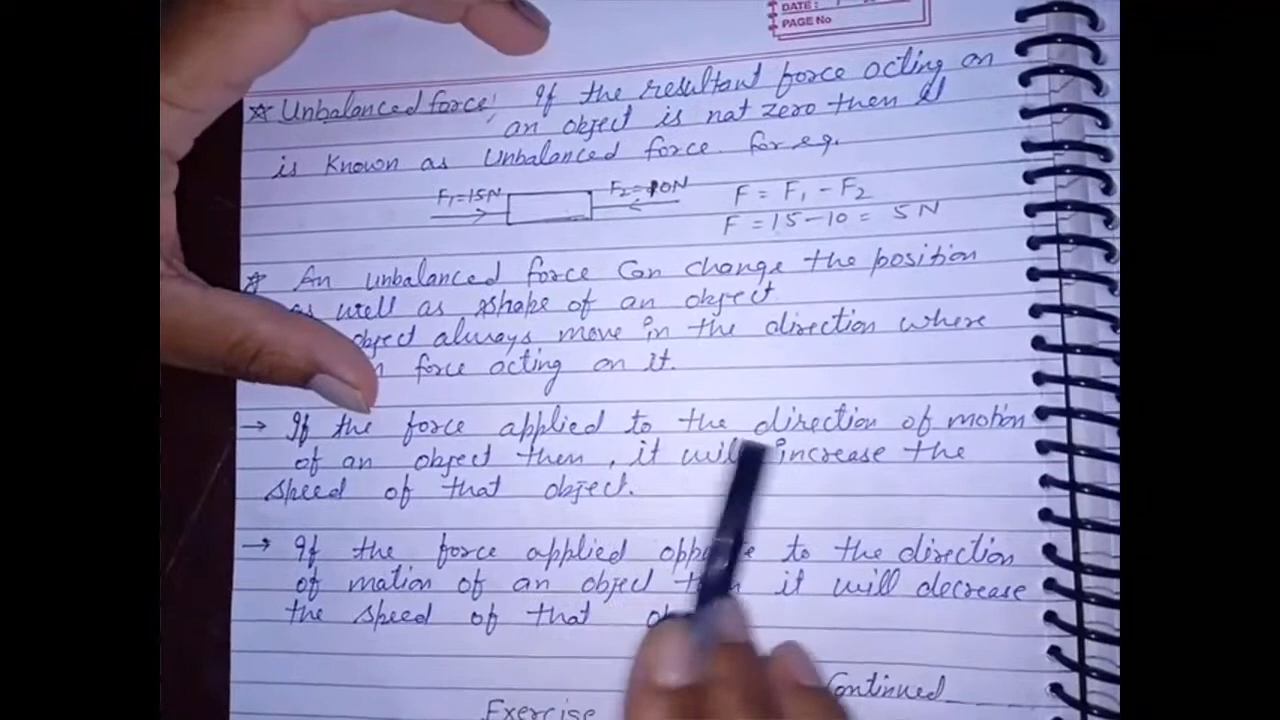 DATE:
PAGE No
☆ Unbalanced force: If the resultant force acting on
an object is not zero then it
is known as Unbalanced force. for eg.
F₁=15N F₂=10N F = F₁ - F₂
F = 15-10 = 5N
☆ An unbalanced force Can change the position
as well as shape of an object
object always move in the direction where
force acting on it.
→ If the force applied to the direction of motion
of an object then, it will increase the
speed of that object.
→ If the force applied to the direction
of motion of an object it will decrease
the speed of that
Continued
Exercise